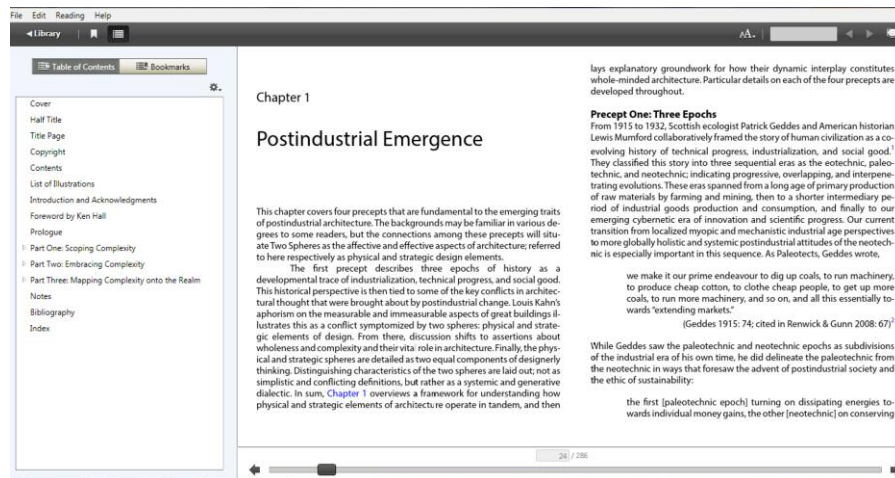 File Edit Reading Help
Library
AA.
Table of Contents
Bookmarks
Cover
Half Title
Title Page
Copyright
Contents
List of Illustrations
Introduction and Acknowledgments
Foreword by Ken Hall
Prologue
Part One: Scoping Complexity
Part Two: Embracing Complexity
Part Three: Mapping Complexity onto the Realm
Notes
Bibliography
Index
Chapter 1
Postindustrial Emergence
This chapter covers four precepts that are fundamental to the emerging traits
of postindustrial architecture. The backgrounds may be familiar in various de-
grees to some readers, but the connections among these precepts will situ-
ate Two Spheres as the affective and effective aspects of architecture; referred
to here respectively as physical and strategic design elements.
The first precept describes three epochs of history as a
developmental trace of industrialization, technical progress, and social good.
This historical perspective is then tied to some of the key conflicts in architec-
tural thought that were brought about by postindustrial change. Louis Kahn's
aphorism on the measurable and immeasurable aspects of great buildings il-
lustrates this as a conflict symptomized by two spheres: physical and strate-
gic elements of design. From there, discussion shifts to assertions about
wholeness and complexity and their vital role in architecture. Finally, the phys-
ical and strategic spheres are detailed as two equal components of designerly
thinking. Distinguishing characteristics of the two spheres are laid out; not as
simplistic and conflicting definitions, but rather as a systemic and generative
dialectic. In sum, Chapter 1 overviews a framework for understanding how
physical and strategic elements of architecture operate in tandem, and then
lays explanatory groundwork for how their dynamic interplay constitutes
whole-minded architecture. Particular details on each of the four precepts are
developed throughout.
Precept One: Three Epochs
From 1915 to 1932, Scottish ecologist Patrick Geddes and American historian
Lewis Mumford collaboratively framed the story of human civilization as a co-
evolving history of technical progress, industrialization, and social good.1
They classified this story into three sequential eras as the eotechnic, paleo-
technic, and neotechnic; indicating progressive, overlapping, and interpene-
trating evolutions. These eras spanned from a long age of primary production
of raw materials by farming and mining, then to a shorter intermediary pe-
riod of industrial goods production and consumption, and finally to our
emerging cybernetic era of innovation and scientific progress. Our current
transition from localized myopic and mechanistic industrial age perspectives
to more globally holistic and systemic postindustrial attitudes of the neotech-
nic is especially important in this sequence. As Paleotects, Geddes wrote,
we make it our prime endeavour to dig up coals, to run machinery,
to produce cheap cotton, to clothe cheap people, to get up more
coals, to run more machinery, and so on, and all this essentially to-
wards "extending markets."
(Geddes 1915: 74; cited in Renwick & Gunn 2008: 67)2
While Geddes saw the paleotechnic and neotechnic epochs as subdivisions
of the industrial era of his own time, he did delineate the paleotechnic from
the neotechnic in ways that foresaw the advent of postindustrial society and
the ethic of sustainability:
the first [paleotechnic epoch] turning on dissipating energies to-
wards individual money gains, the other [neotechnic] on conserving
24 / 286